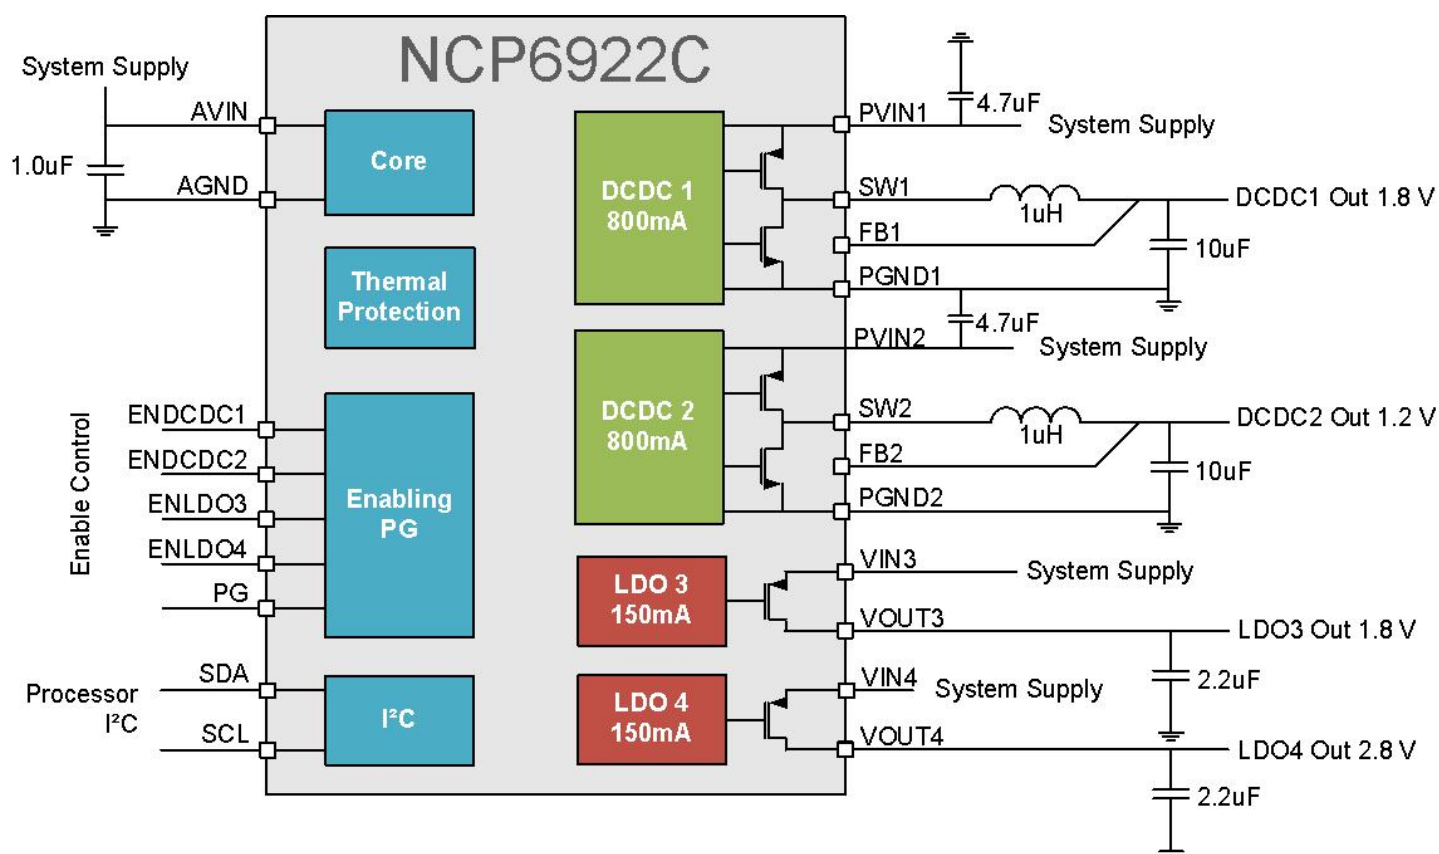 NCP6922C
System Supply
AVIN
1.0uF
AGND
Core
Thermal
Protection
Enable Control
ENDCDC1
ENDCDC2
ENLDO3
ENLDO4
PG
Enabling
PG
Processor
I²C
SDA
SCL
I²C
DCDC 1
800mA
PVIN1
4.7uF
System Supply
SW1
1uH
DCDC1 Out 1.8 V
FB1
10uF
PGND1
DCDC 2
800mA
4.7uF
PVIN2
System Supply
SW2
1uH
DCDC2 Out 1.2 V
FB2
10uF
PGND2
LDO 3
150mA
VIN3
System Supply
VOUT3
LDO3 Out 1.8 V
2.2uF
LDO 4
150mA
VIN4
System Supply
VOUT4
LDO4 Out 2.8 V
2.2uF